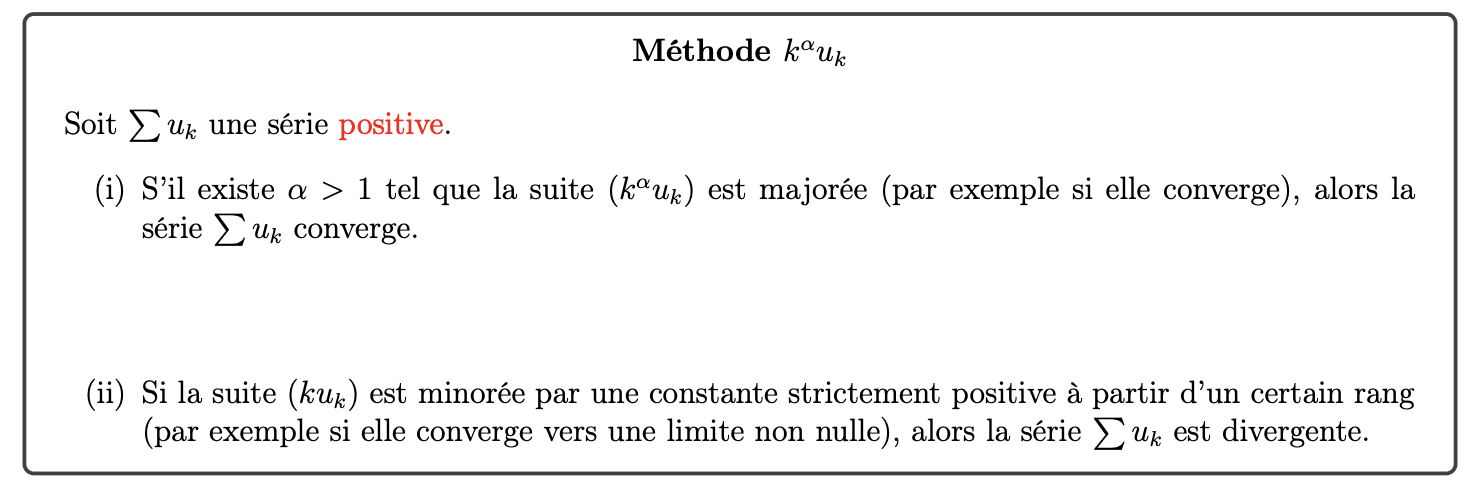 Méthode $k^\alpha u_k$
Soit $\sum u_k$ une série positive.
(i) S'il existe $\alpha > 1$ tel que la suite $(k^\alpha u_k)$ est majorée (par exemple si elle converge), alors la
série $\sum u_k$ converge.
(ii) Si la suite $(ku_k)$ est minorée par une constante strictement positive à partir d'un certain rang
(par exemple si elle converge vers une limite non nulle), alors la série $\sum u_k$ est divergente.